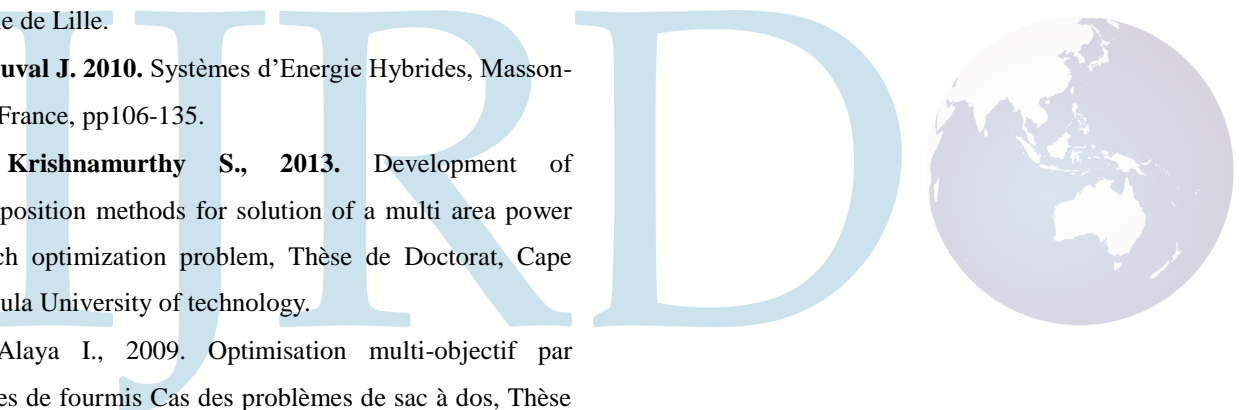 e de Lille.
uval J. 2010. Systèmes d'Energie Hybrides, Masson-
France, pp106-135.
Krishnamurthy S., 2013. Development of
position methods for solution of a multi area power
ch optimization problem, Thèse de Doctorat, Cape
ula University of technology.
Alaya I., 2009. Optimisation multi-objectif par
es de fourmis Cas des problèmes de sac à dos, Thèse
IJRD